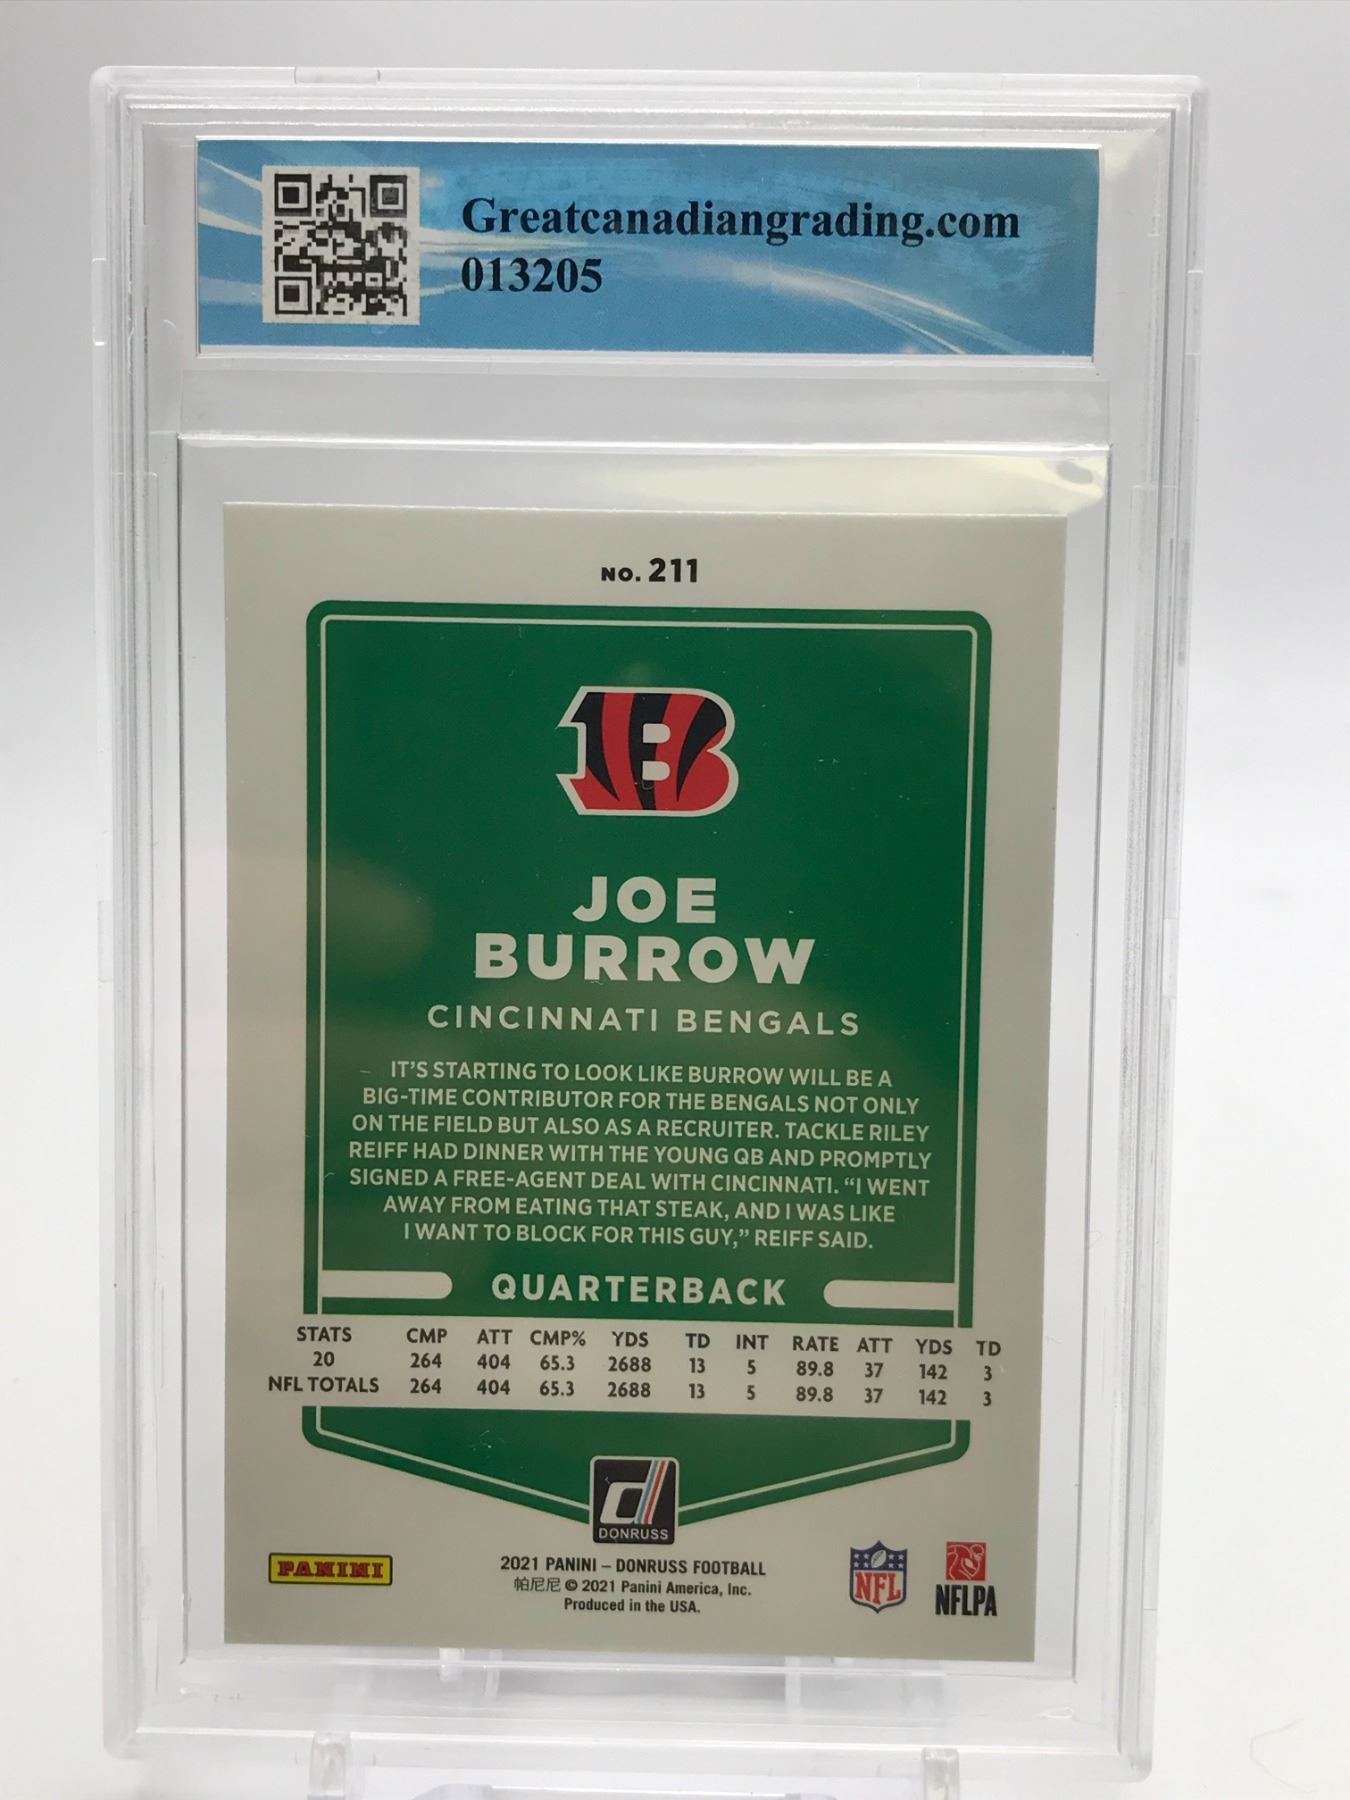 Greatcanadiangrading.com
013205
NO. 211
B
JOE
BURROW
CINCINNATI BENGALS
IT'S STARTING TO LOOK LIKE BURROW WILL BE A
BIG-TIME CONTRIBUTOR FOR THE BENGALS NOT ONLY
ON THE FIELD BUT ALSO AS A RECRUITER. TACKLE RILEY
REIFF HAD DINNER WITH THE YOUNG QB AND PROMPTLY
SIGNED A FREE-AGENT DEAL WITH CINCINNATI. “I WENT
AWAY FROM EATING THAT STEAK, AND I WAS LIKE
I WANT TO BLOCK FOR THIS GUY,” REIFF SAID.
QUARTERBACK
STATS CMP ATT CMP% YDS TD INT RATE ATT YDS TD
20 264 404 65.3 2688 13 5 89.8 37 142 3
NFL TOTALS 264 404 65.3 2688 13 5 89.8 37 142 3
d
DONRUSS
PANINI
2021 PANINI – DONRUSS FOOTBALL
帕尼尼 © 2021 Panini America, Inc.
Produced in the USA.
NFL
NFLPA